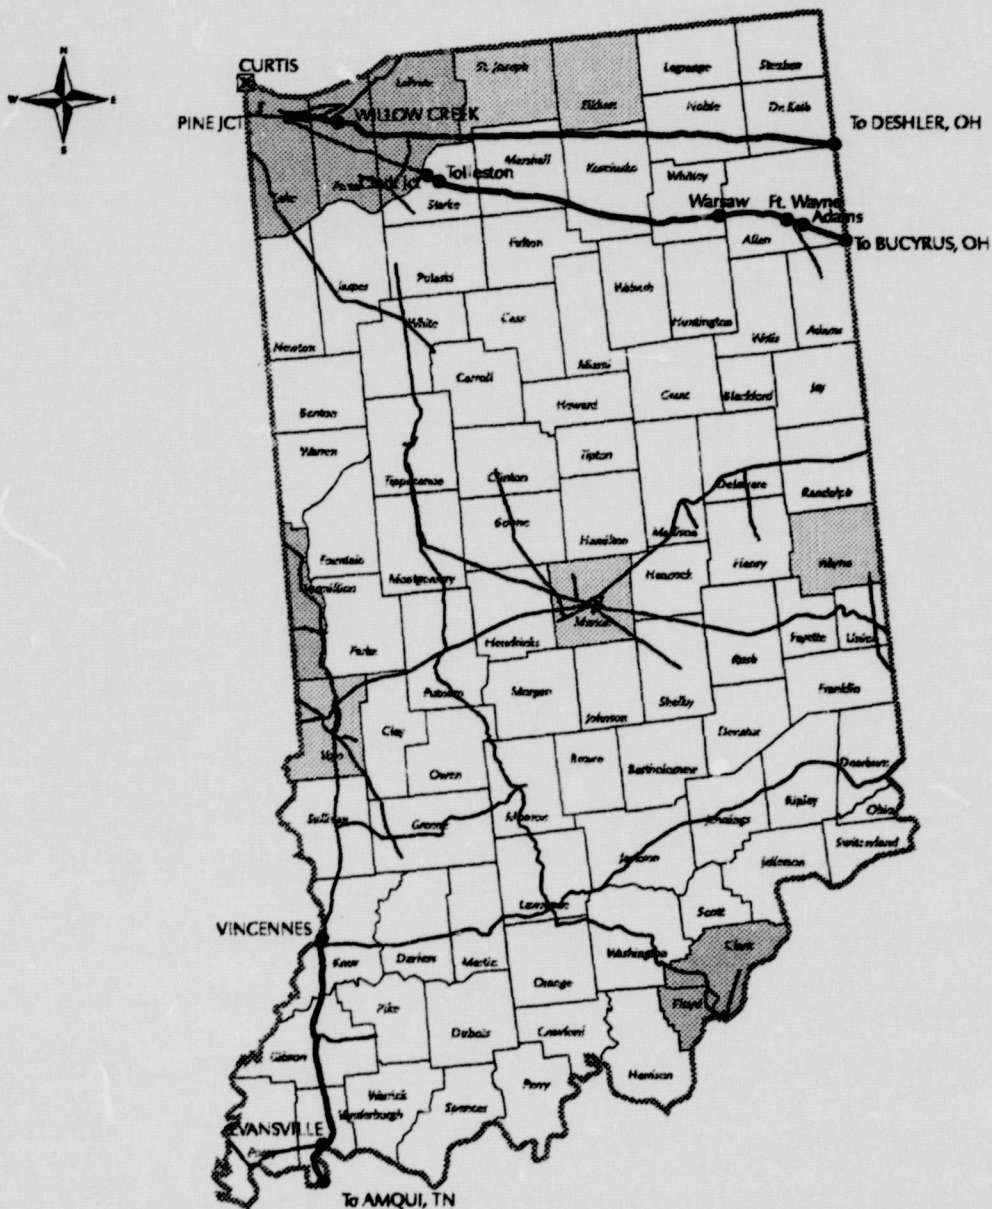 N
W E
S
CURTIS
PINE JCT
WILLOW CREEK
LaPorte
St. Joseph
Elkhart
Lagrange
Steuben
Noble
De Kalb
To DESHLER, OH
Lake
Tolleston
Marshall
Kosciusko
Whitley
Starke
Warsaw
Ft. Wayne
Adams
Allen
To BUCYRUS, OH
Jasper
Pulaski
Fulton
Wabash
Huntington
Newton
White
Cass
Miami
Wells
Adams
Carroll
Benton
Howard
Grant
Blackford
Jay
Warren
Tippecanoe
Clinton
Tipton
Delaware
Randolph
Boone
Hamilton
Madison
Fountain
Montgomery
Hancock
Henry
Wayne
Vermillion
Marion
Parke
Hendricks
Rush
Fayette
Union
Putnam
Morgan
Johnson
Shelby
Franklin
Clay
Decatur
Vigo
Owen
Brown
Bartholomew
Dearborn
Sullivan
Greene
Monroe
Jennings
Ripley
Ohio
Switzerland
Jackson
Jefferson
Lawrence
Scott
VINCENNES
Knox
Daviess
Martin
Washington
Clark
Orange
Floyd
Pike
Dubois
Crawford
Gibson
Harrison
Perry
Warrick
Vanderburgh
Spencer
EVANSVILLE
To AMQUI, TN